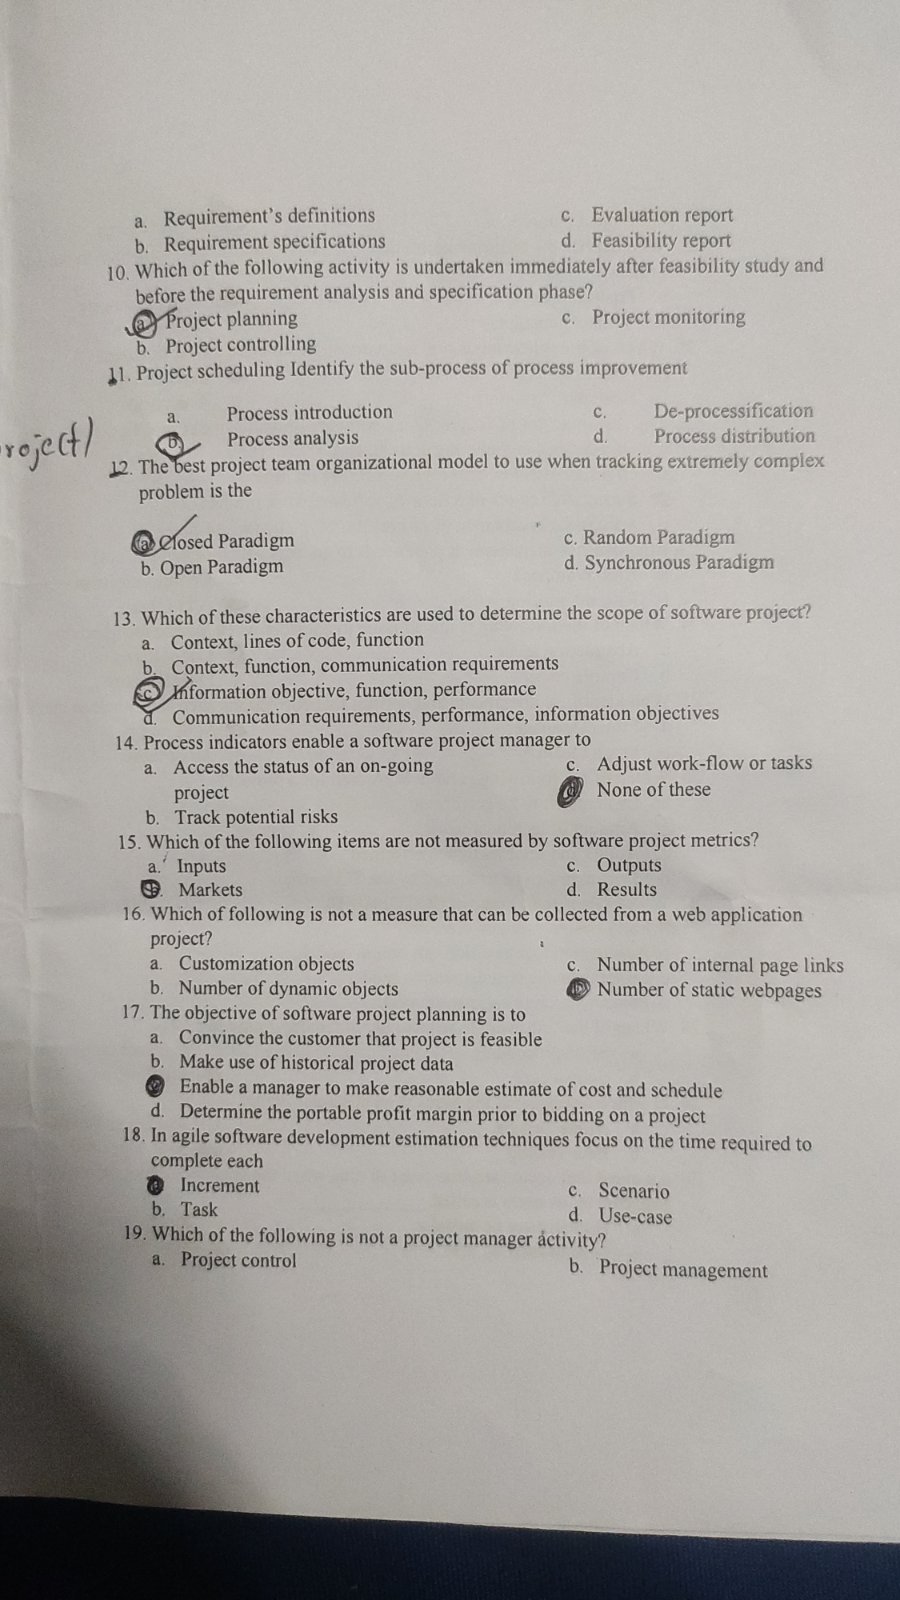 a. Requirement's definitions c. Evaluation report
b. Requirement specifications d. Feasibility report
10. Which of the following activity is undertaken immediately after feasibility study and
before the requirement analysis and specification phase?
a. Project planning c. Project monitoring
b. Project controlling
11. Project scheduling Identify the sub-process of process improvement
a. Process introduction c. De-processification
roject)
b. Process analysis d. Process distribution
12. The best project team organizational model to use when tracking extremely complex
problem is the
a. Closed Paradigm c. Random Paradigm
b. Open Paradigm d. Synchronous Paradigm
13. Which of these characteristics are used to determine the scope of software project?
a. Context, lines of code, function
b. Context, function, communication requirements
c. Information objective, function, performance
d. Communication requirements, performance, information objectives
14. Process indicators enable a software project manager to
a. Access the status of an on-going c. Adjust work-flow or tasks
project d. None of these
b. Track potential risks
15. Which of the following items are not measured by software project metrics?
a. Inputs c. Outputs
b. Markets d. Results
16. Which of following is not a measure that can be collected from a web application
project?
a. Customization objects c. Number of internal page links
b. Number of dynamic objects Number of static webpages
17. The objective of software project planning is to
a. Convince the customer that project is feasible
b. Make use of historical project data
Enable a manager to make reasonable estimate of cost and schedule
d. Determine the portable profit margin prior to bidding on a project
18. In agile software development estimation techniques focus on the time required to
complete each
Increment c. Scenario
b. Task d. Use-case
19. Which of the following is not a project manager activity?
a. Project control b. Project management